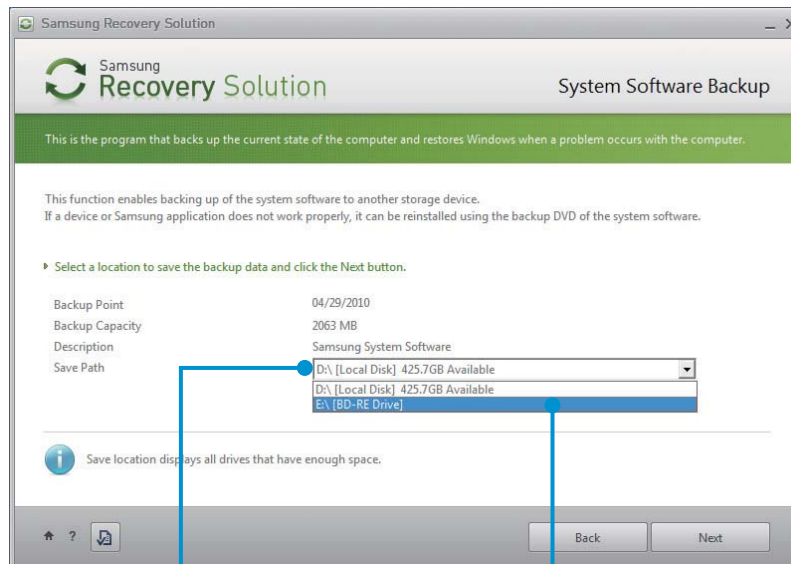 Samsung Recovery Solution
Samsung
Recovery Solution
System Software Backup
This is the program that backs up the current state of the computer and restores Windows when a problem occurs with the computer.
This function enables backing up of the system software to another storage device.
If a device or Samsung application does not work properly, it can be reinstalled using the backup DVD of the system software.
Select a location to save the backup data and click the Next button.
Backup Point 04/29/2010
Backup Capacity 2063 MB
Description Samsung System Software
Save Path D:\ [Local Disk] 425.7GB Available
D:\ [Local Disk] 425.7GB Available
E:\ [BD-RE Drive]
Save location displays all drives that have enough space.
?
Back
Next